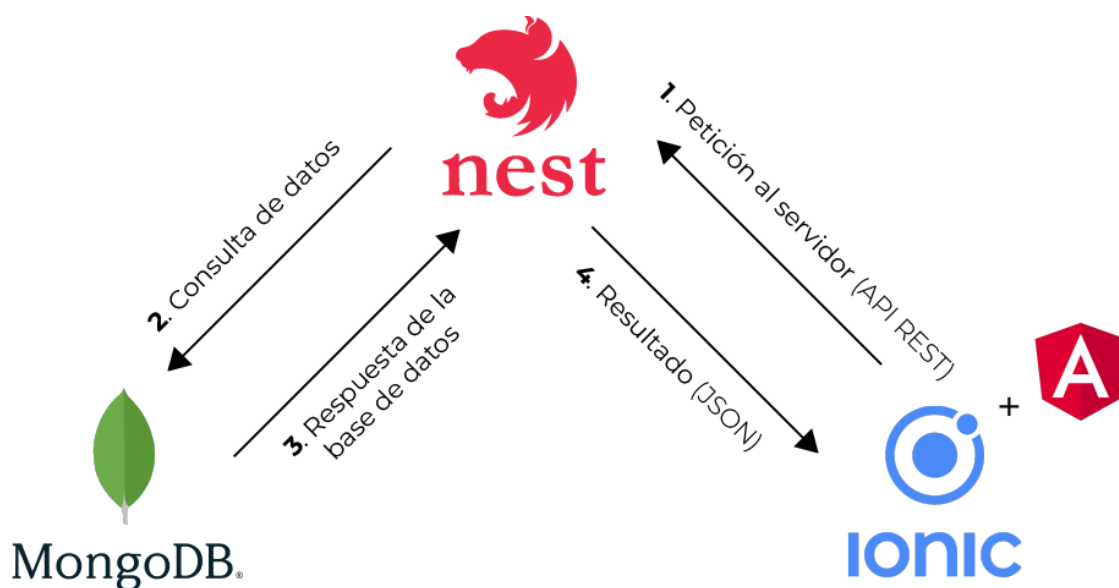 nest
1. Petición al servidor (API REST)
2. Consulta de datos
3. Respuesta de la
base de datos
4. Resultado (JSON)
A
+
MongoDB®
IONIC